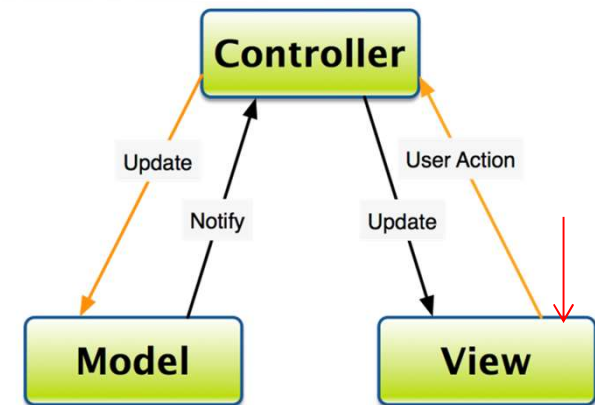 Controller
Update
User Action
Notify
Update
Model
View